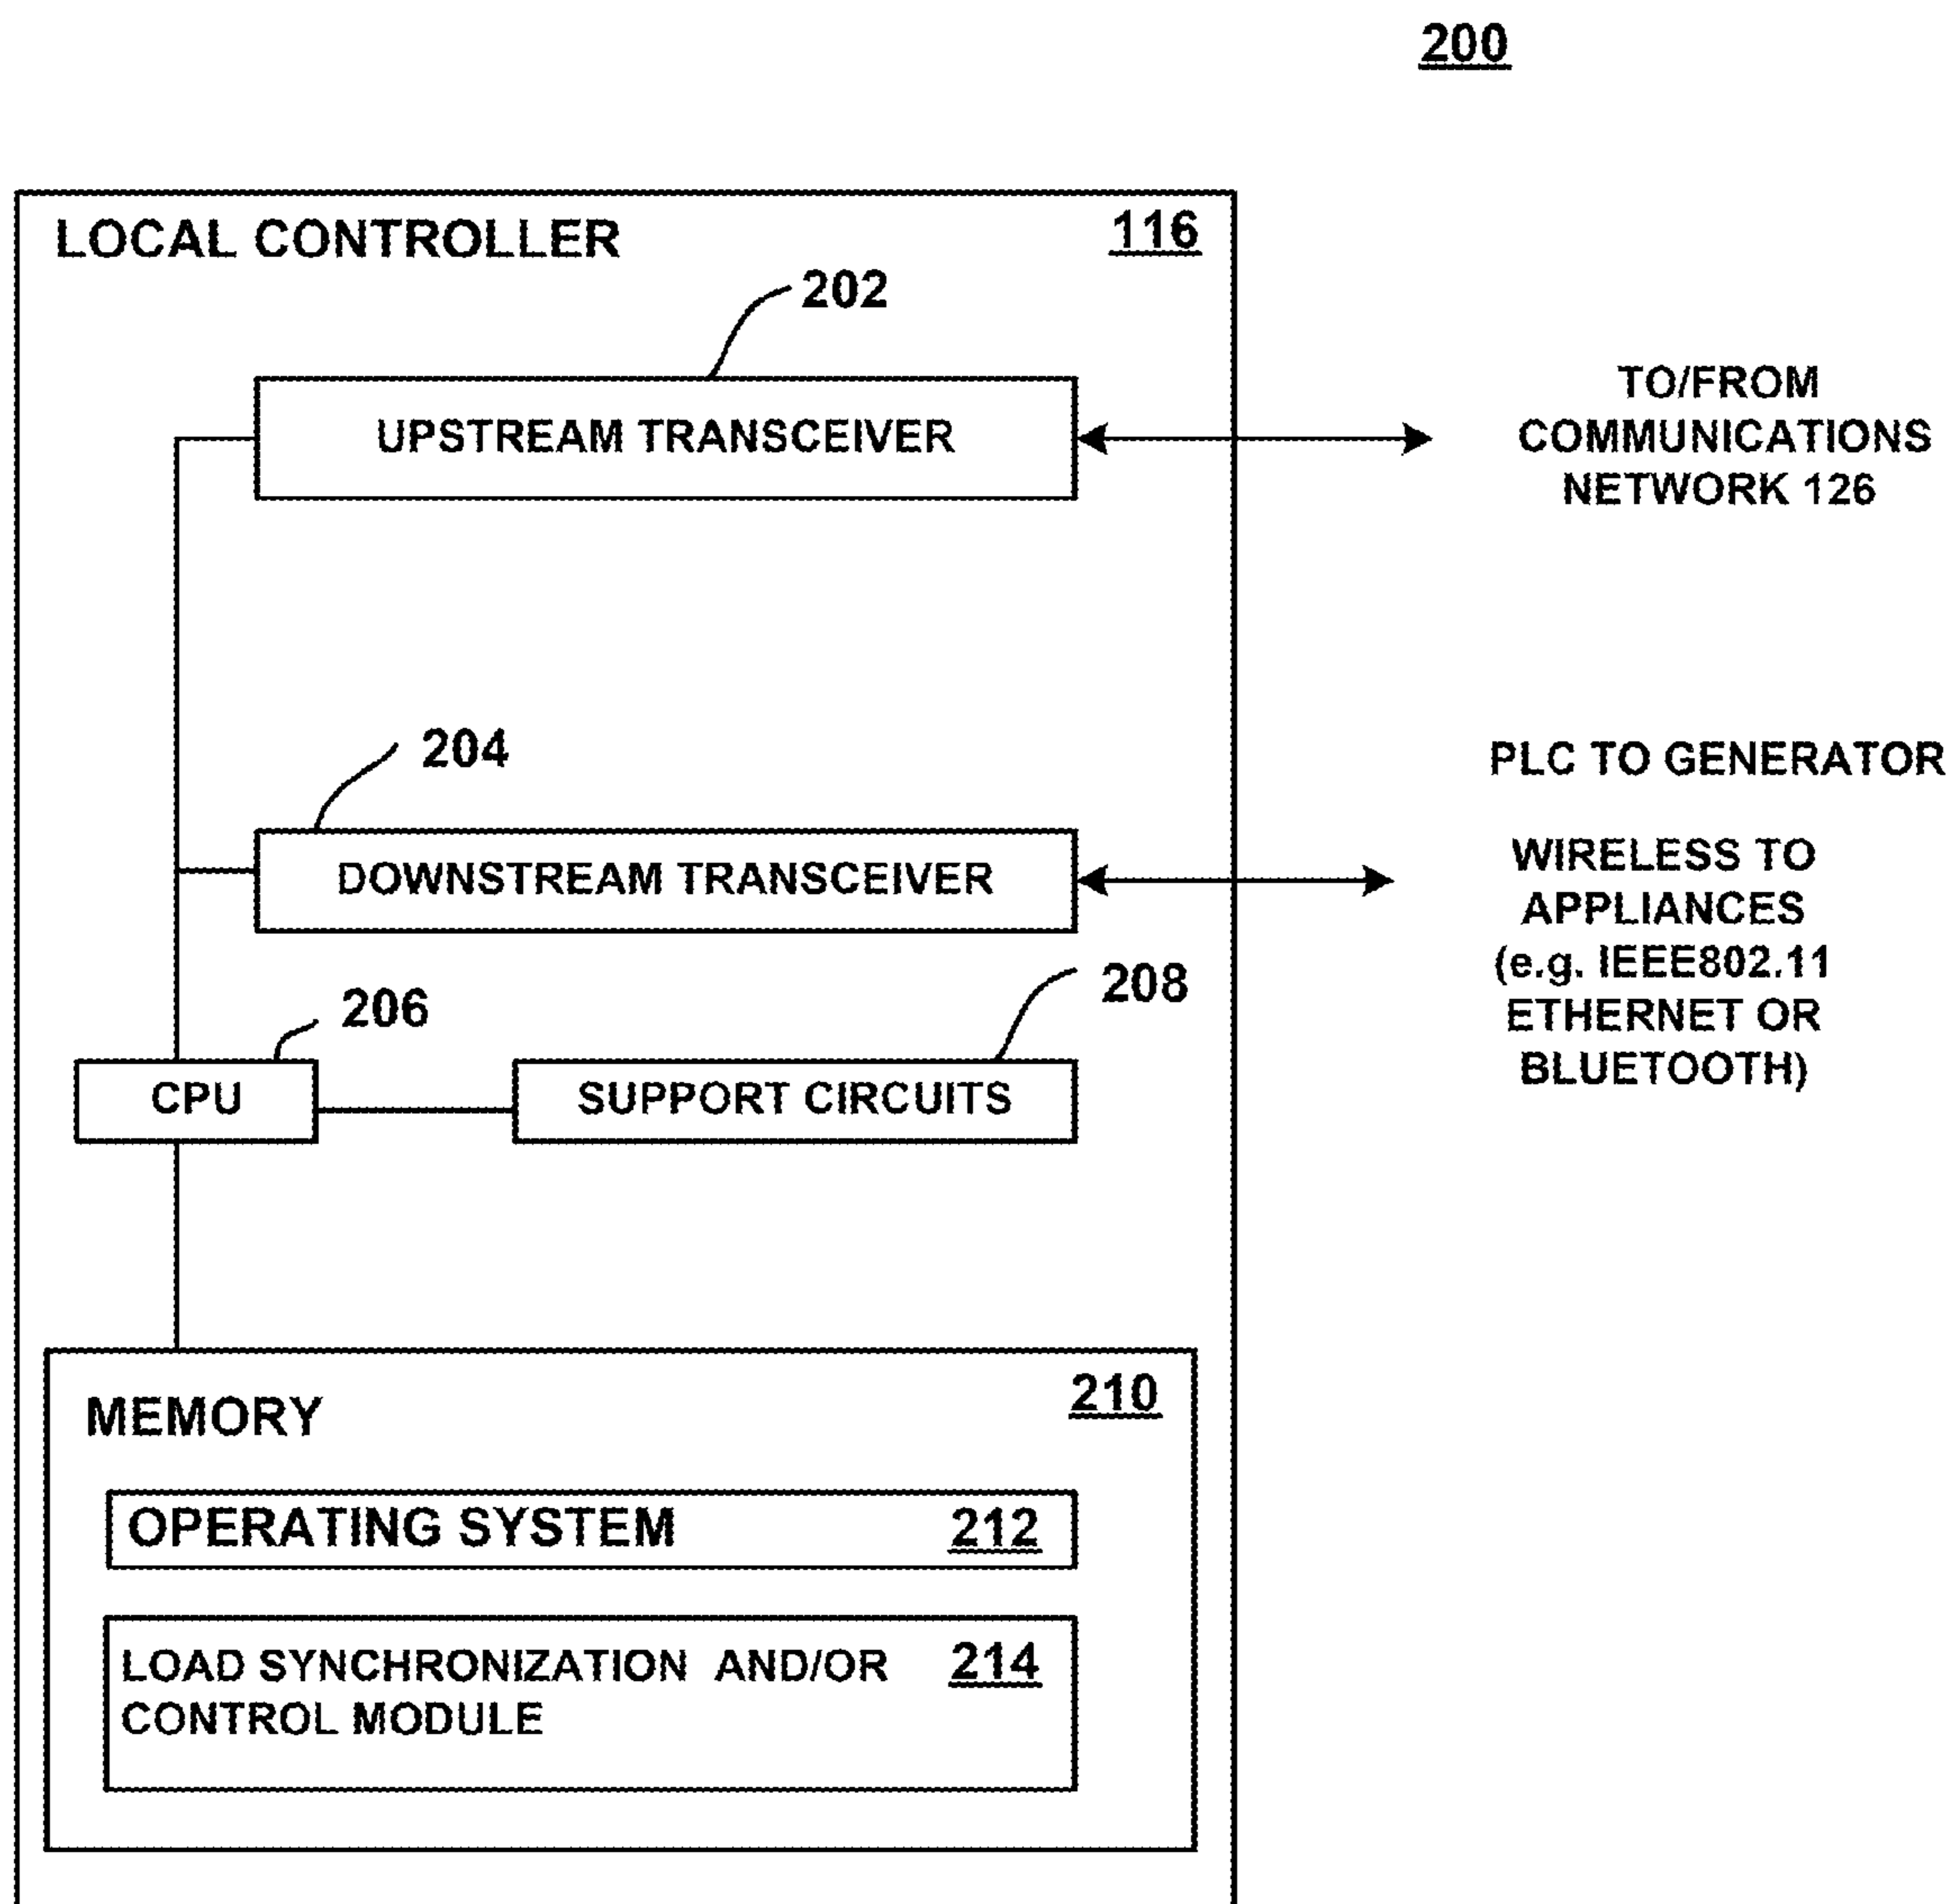 200
LOCAL CONTROLLER 116
202
UPSTREAM TRANSCEIVER
TO/FROM
COMMUNICATIONS
NETWORK 126
204
DOWNSTREAM TRANSCEIVER
PLC TO GENERATOR
WIRELESS TO
APPLIANCES
(e.g. IEEE802.11
ETHERNET OR
BLUETOOTH)
206
CPU
208
SUPPORT CIRCUITS
MEMORY 210
OPERATING SYSTEM 212
LOAD SYNCHRONIZATION AND/OR 214
CONTROL MODULE